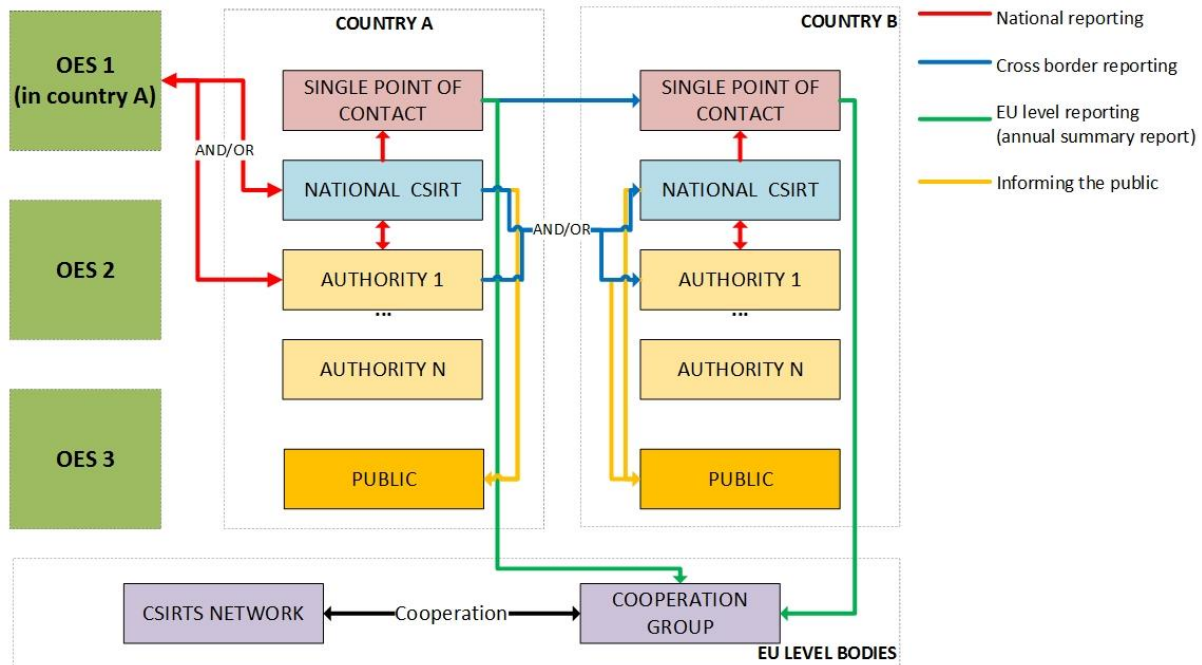 COUNTRY A
COUNTRY B
National reporting
Cross border reporting
EU level reporting
(annual summary report)
Informing the public
OES 1
(in country A)
OES 2
OES 3
AND/OR
SINGLE POINT OF
CONTACT
NATIONAL CSIRT
AUTHORITY 1
...
AUTHORITY N
PUBLIC
AND/OR
SINGLE POINT OF
CONTACT
NATIONAL CSIRT
AUTHORITY 1
...
AUTHORITY N
PUBLIC
CSIRTS NETWORK
Cooperation
COOPERATION
GROUP
EU LEVEL BODIES